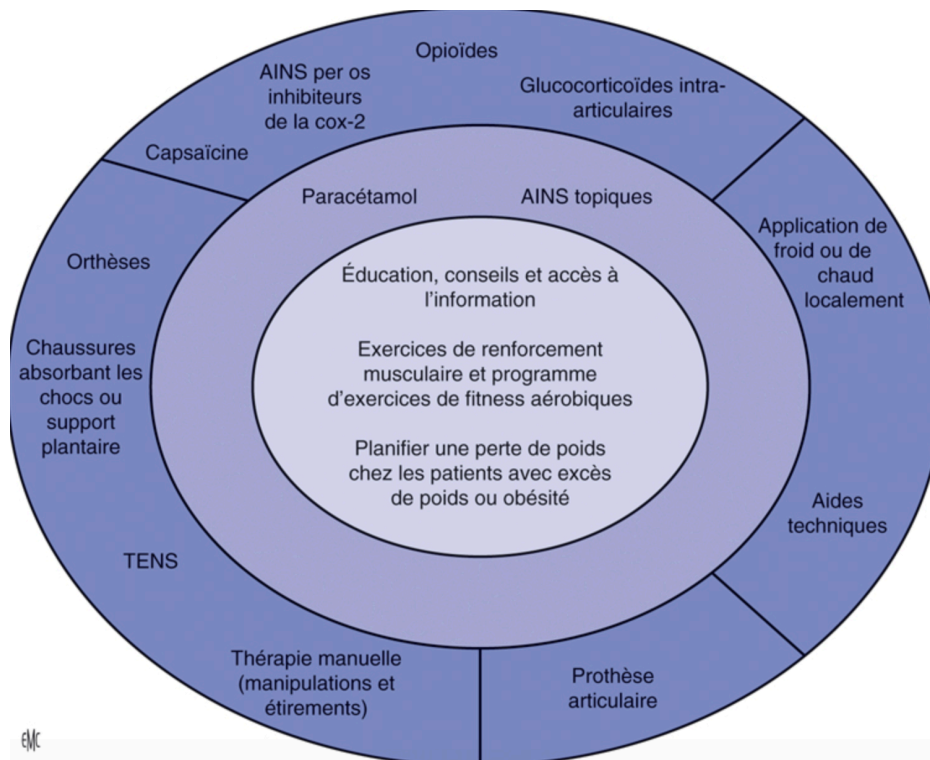 Opioïdes
AINS per os
inhibiteurs
de la cox-2
Glucocorticoïdes intra-
articulaires
Capsaïcine
Paracétamol
AINS topiques
Application de
froid ou de
chaud
localement
Orthèses
Éducation, conseils et accès à
l’information
Exercices de renforcement
musculaire et programme
d’exercices de fitness aérobiques
Planifier une perte de poids
chez les patients avec excès
de poids ou obésité
Chaussures
absorbant les
chocs ou
support
plantaire
Aides
techniques
TENS
Thérapie manuelle
(manipulations et
étirements)
Prothèse
articulaire
EMC